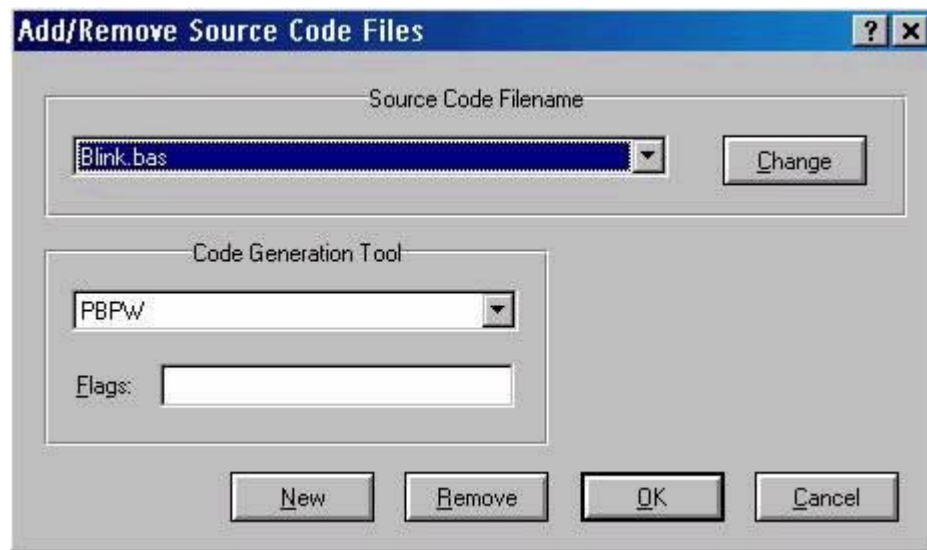 Add/Remove Source Code Files
Source Code Filename
Blink.bas
Change
Code Generation Tool
PBPW
Flags:
New Remove OK Cancel